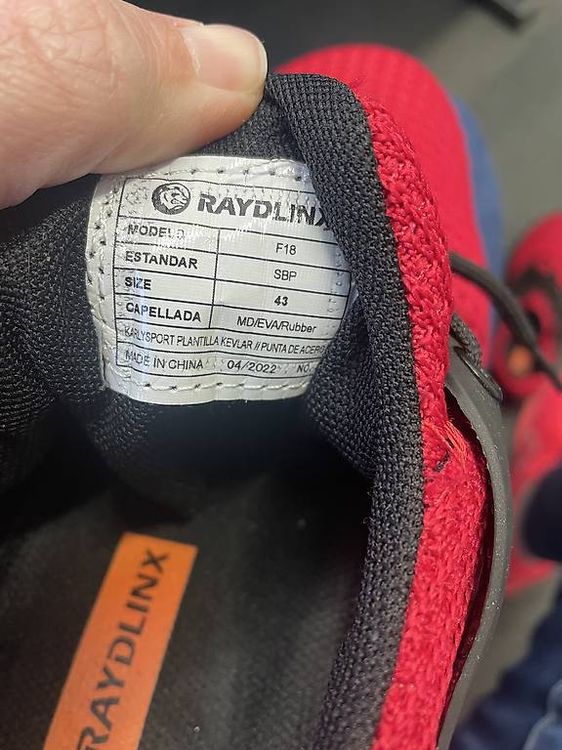 RAYDLINX
MODELO F18
ESTANDAR SBP
SIZE 43
CAPELLADA MD/EVA/Rubber
KARLYSPORT PLANTILLA KEVLAR // PUNTA DE ACERO
MADE IN CHINA 04/2022 NO
RAYDLINX